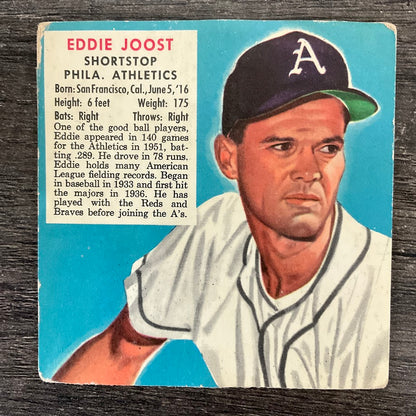 EDDIE JOOST
SHORTSTOP
PHILA. ATHLETICS
Born: San Francisco, Cal., June 5, '16
Height: 6 feet Weight: 175
Bats: Right Throws: Right
One of the good ball players,
Eddie appeared in 140 games
for the Athletics in 1951, bat-
ting .289. He drove in 78 runs.
Eddie holds many American
League fielding records. Began
in baseball in 1933 and first hit
the majors in 1936. He has
played with the Reds and
Braves before joining the A's.
A